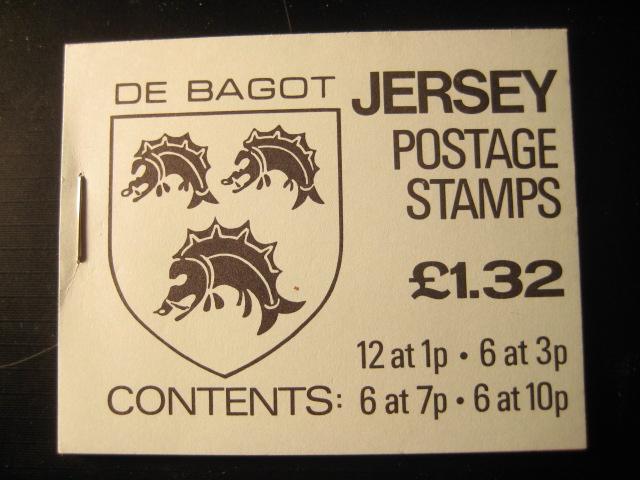 DE BAGOT
JERSEY
POSTAGE
STAMPS
£1.32
12 at 1p • 6 at 3p
CONTENTS: 6 at 7p • 6 at 10p